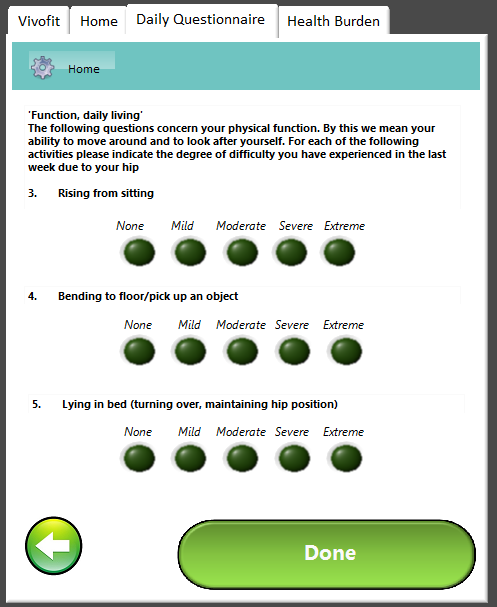 Vivofit Home Daily Questionnaire Health Burden
Home
'Function, daily living'
The following questions concern your physical function. By this we mean your
ability to move around and to look after yourself. For each of the following
activities please indicate the degree of difficulty you have experienced in the last
week due to your hip
3. Rising from sitting
None Mild Moderate Severe Extreme
4. Bending to floor/pick up an object
None Mild Moderate Severe Extreme
5. Lying in bed (turning over, maintaining hip position)
None Mild Moderate Severe Extreme
Done